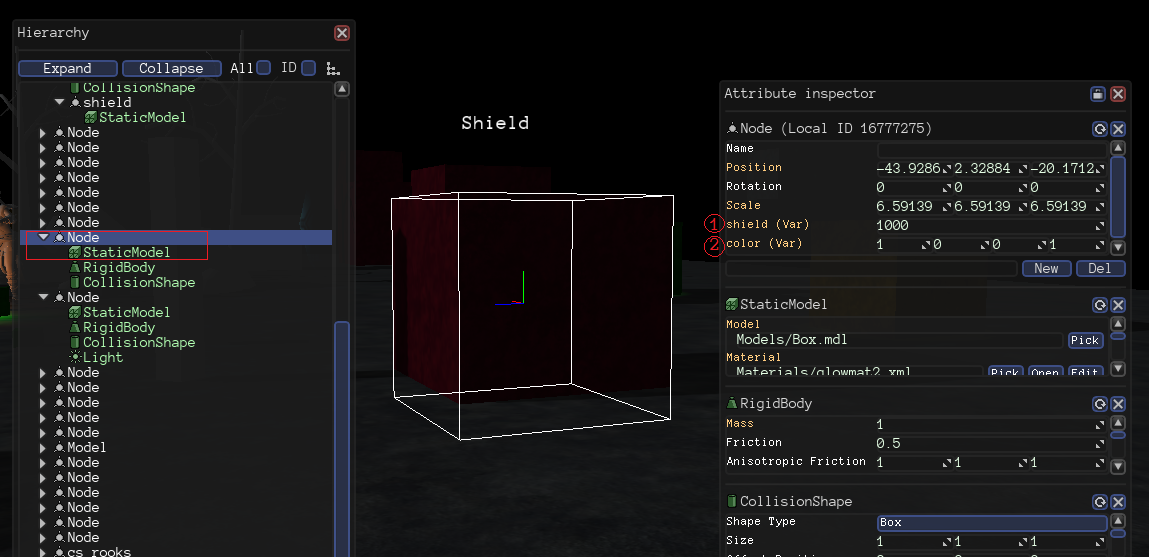 Hierarchy
Expand Collapse All ID
CollisionShape
shield
StaticModel
Node
Node
Node
Node
Node
Node
Node
Node
StaticModel
RigidBody
CollisionShape
Node
StaticModel
RigidBody
CollisionShape
Light
Node
Node
Node
Node
Node
Model
Node
Node
Node
Node
Node
Node
cs_rooks
Shield
Attribute inspector
Node (Local ID 16777275)
Name
Position -43.9286 2.32884 -20.1712
Rotation 0 0 0
Scale 6.59139 6.59139 6.59139
1 shield (Var) 1000
2 color (Var) 1 0 0 1
New Del
StaticModel
Model
Models/Box.mdl Pick
Material
Materials/glowmat2.xml Pick Open Edit
RigidBody
Mass 1
Friction 0.5
Anisotropic Friction 1 1 1
CollisionShape
Shape Type Box
Size 1 1 1